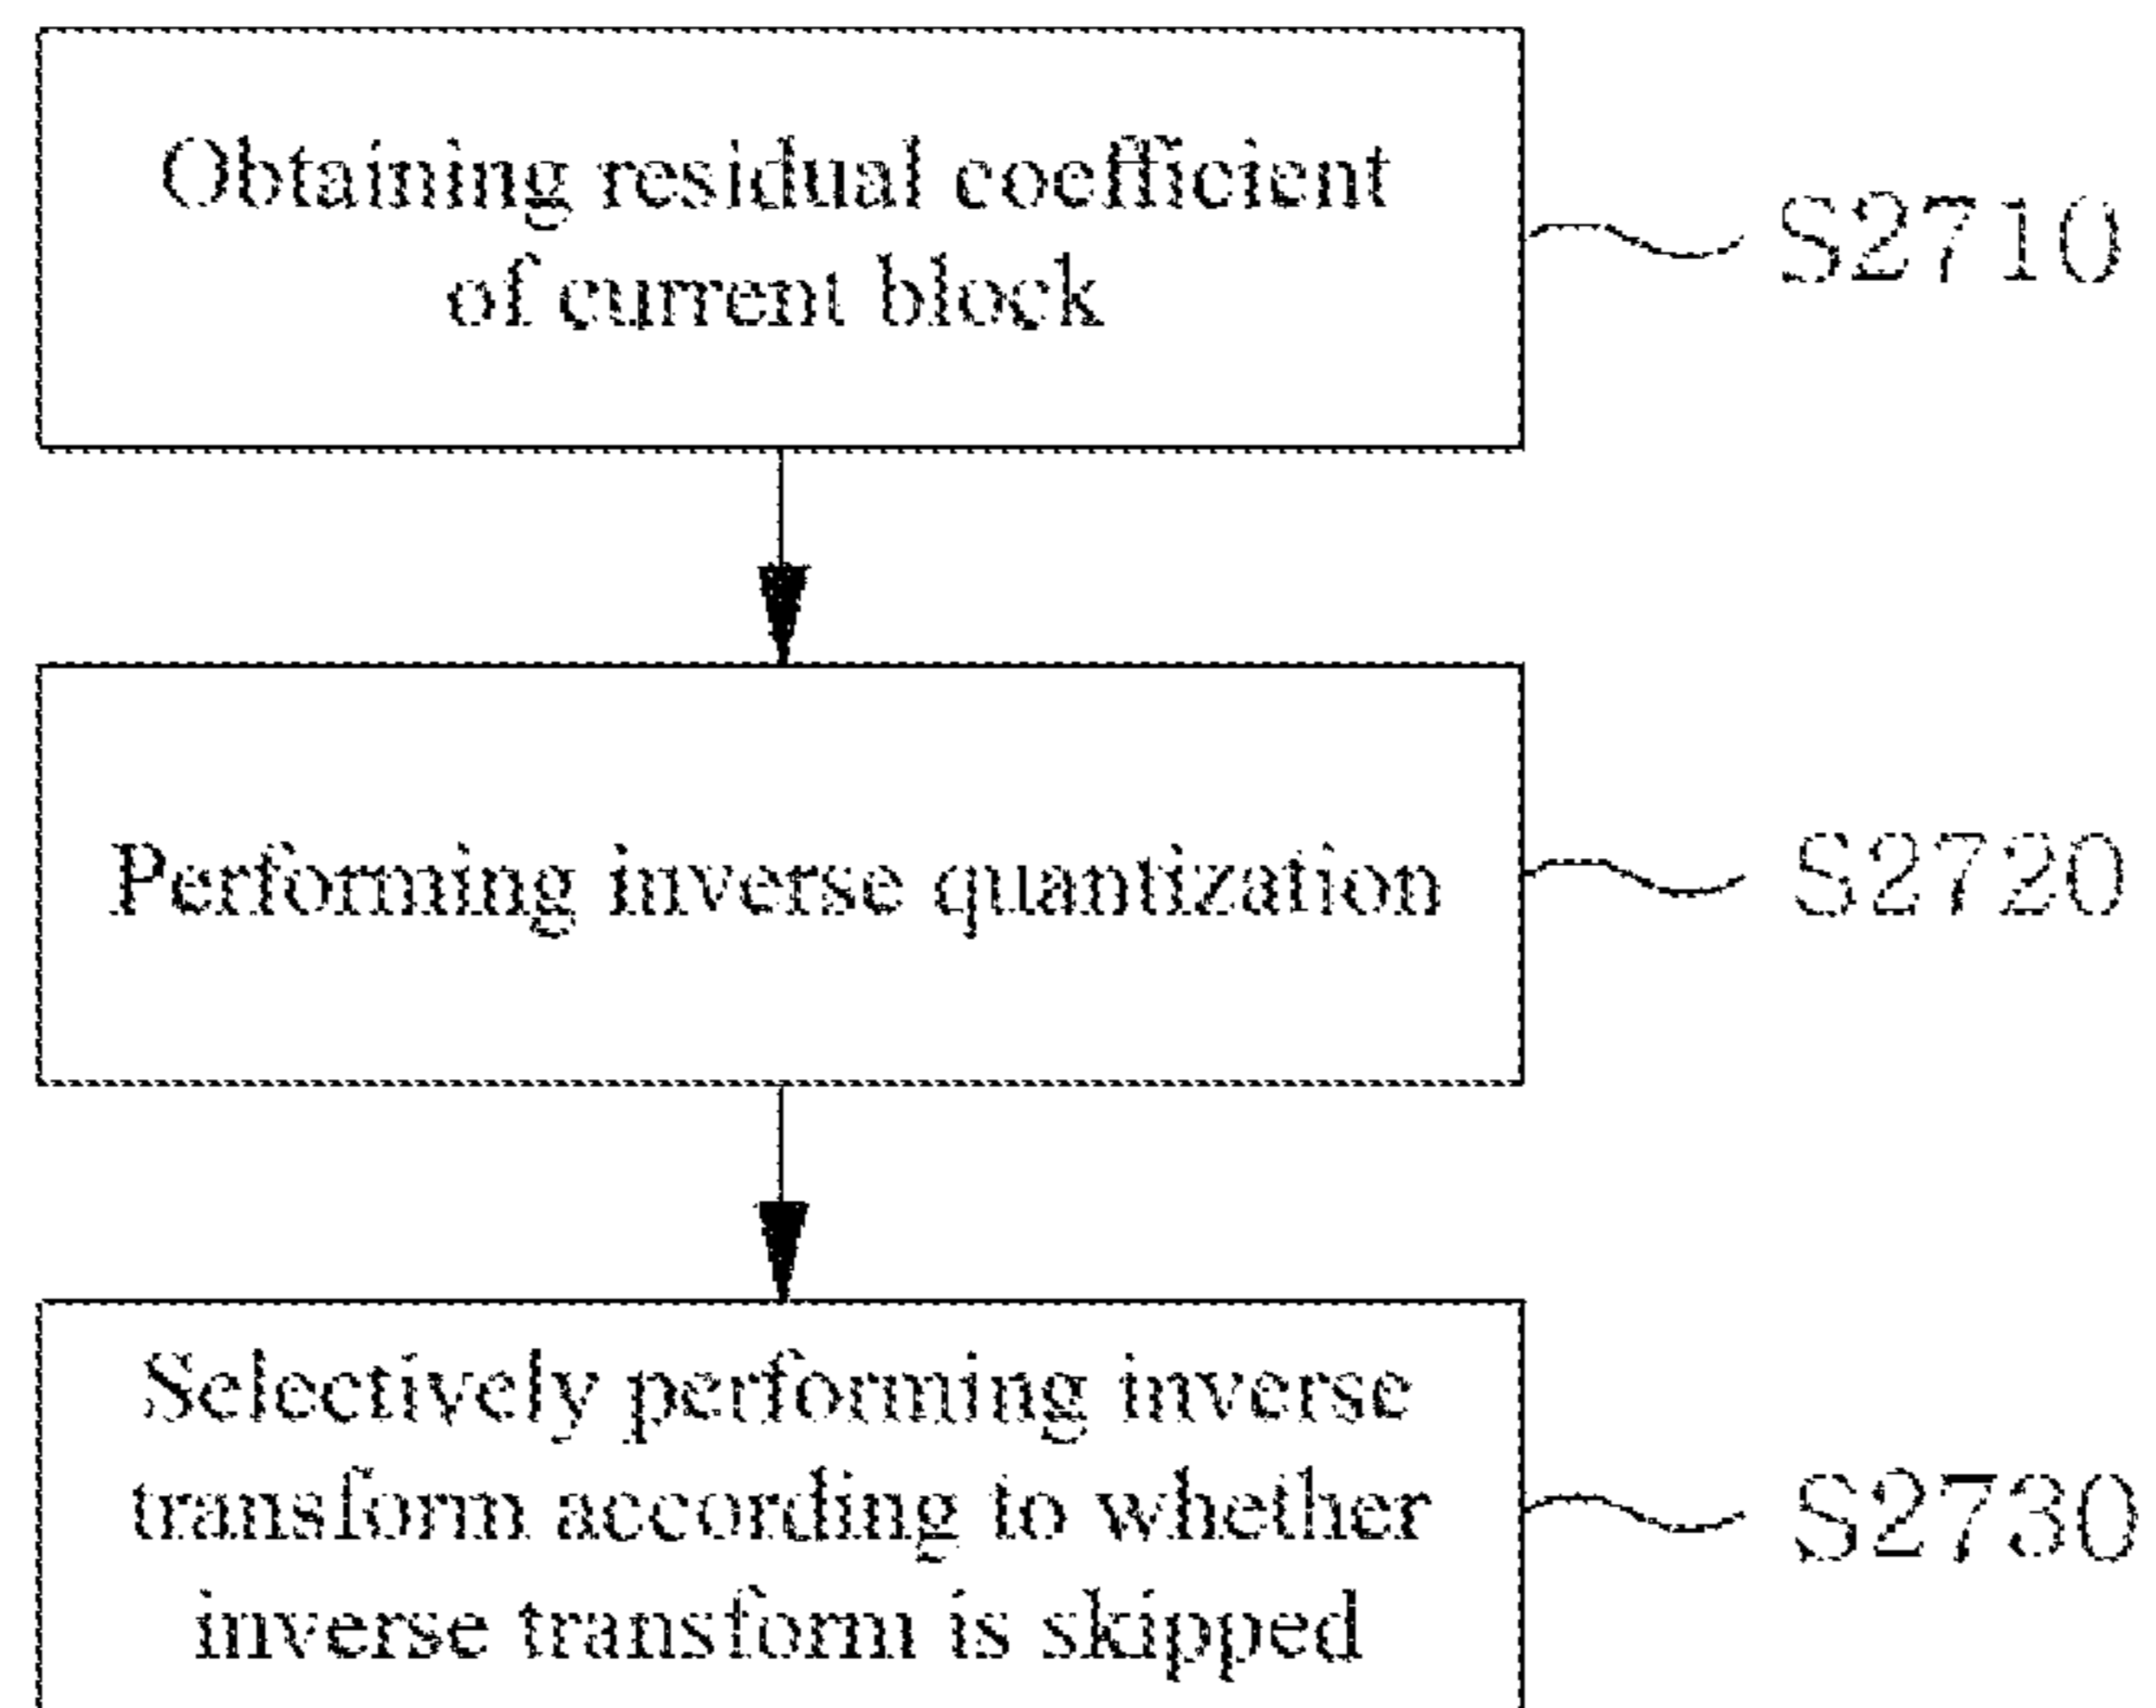 Obtaining residual coefficient
of current block
S2710
Performing inverse quantization
S2720
Selectively performing inverse
transform according to whether
inverse transform is skipped
S2730